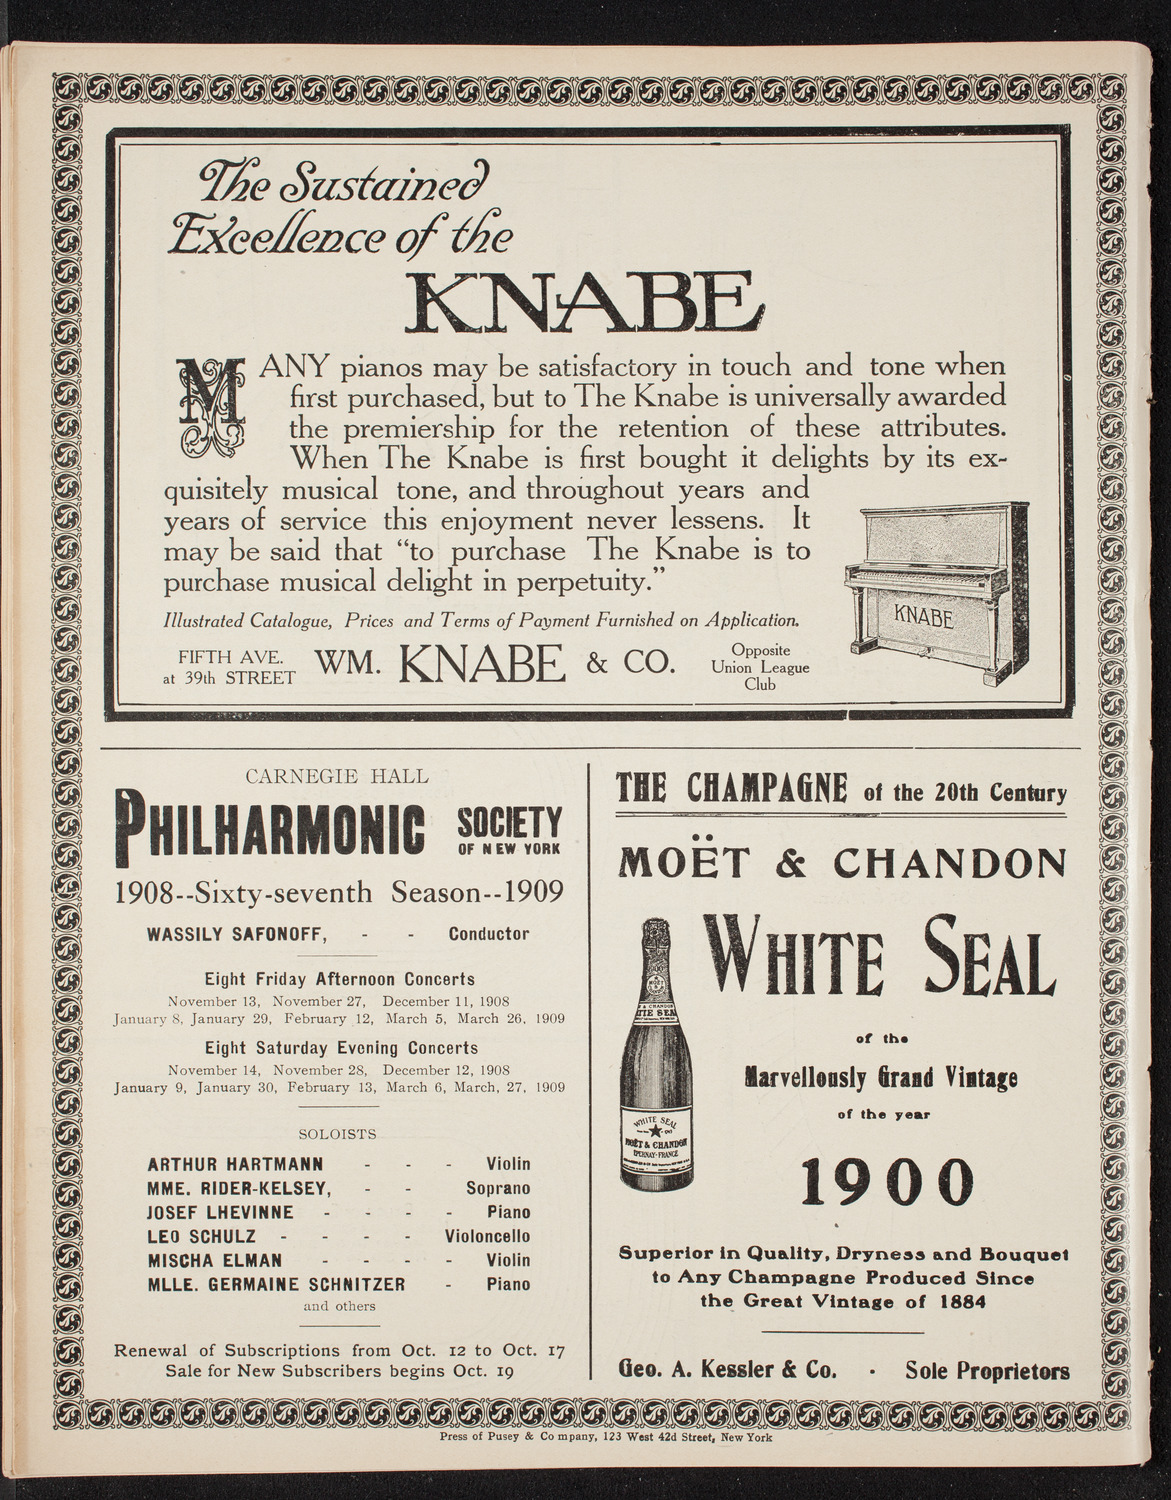 The Sustained
Excellence of the
KNABE
MANY pianos may be satisfactory in touch and tone when
first purchased, but to The Knabe is universally awarded
the premiership for the retention of these attributes.
When The Knabe is first bought it delights by its ex-
quisitely musical tone, and throughout years and
years of service this enjoyment never lessens. It
may be said that “to purchase The Knabe is to
purchase musical delight in perpetuity.”
KNABE
Illustrated Catalogue, Prices and Terms of Payment Furnished on Application.
FIFTH AVE.
at 39th STREET
WM. KNABE & CO.
Opposite
Union League
Club
CARNEGIE HALL
PHILHARMONIC SOCIETY
OF NEW YORK
1908--Sixty-seventh Season--1909
WASSILY SAFONOFF, - - Conductor
Eight Friday Afternoon Concerts
November 13, November 27, December 11, 1908
January 8, January 29, February 12, March 5, March 26, 1909
Eight Saturday Evening Concerts
November 14, November 28, December 12, 1908
January 9, January 30, February 13, March 6, March, 27, 1909
SOLOISTS
ARTHUR HARTMANN - - - Violin
MME. RIDER-KELSEY, - - Soprano
JOSEF LHEVINNE - - - - Piano
LEO SCHULZ - - - - Violoncello
MISCHA ELMAN - - - - Violin
MLLE. GERMAINE SCHNITZER - Piano
and others
Renewal of Subscriptions from Oct. 12 to Oct. 17
Sale for New Subscribers begins Oct. 19
THE CHAMPAGNE of the 20th Century
MOËT & CHANDON
WHITE SEAL
of the
Marvellously Grand Vintage
of the year
1900
WHITE SEAL
MOËT & CHANDON
EPERNAY-FRANCE
Superior in Quality, Dryness and Bouquet
to Any Champagne Produced Since
the Great Vintage of 1884
Geo. A. Kessler & Co. · Sole Proprietors
Press of Pusey & Company, 123 West 42d Street, New York